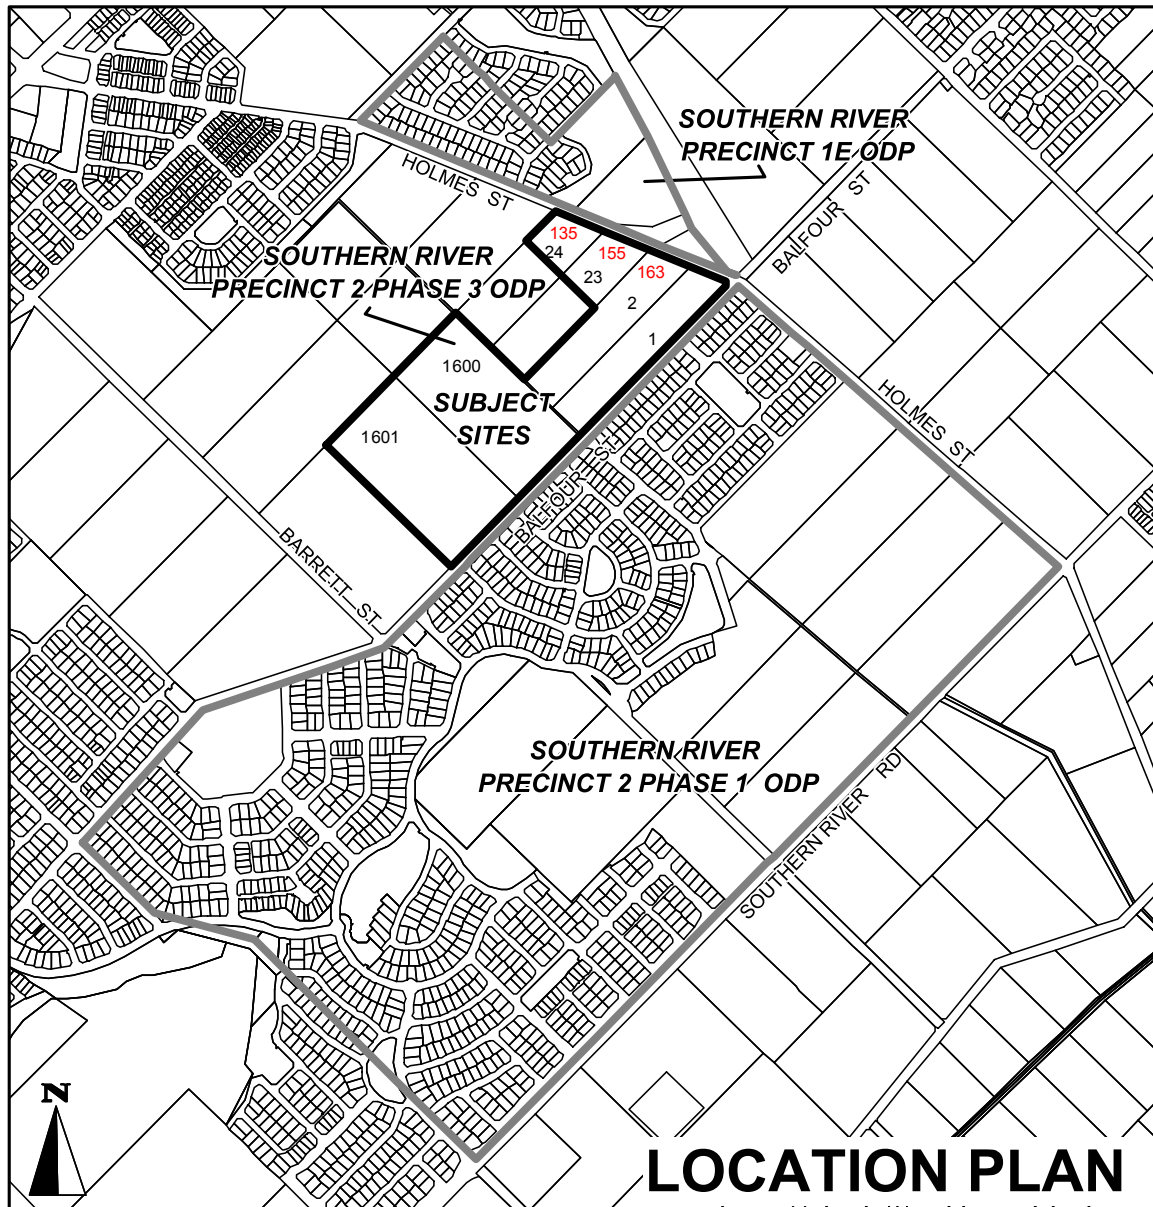 SOUTHERN RIVER
PRECINCT 1E ODP
HOLMES ST
BALFOUR ST
135
24
155
23
163
2
1
SOUTHERN RIVER
PRECINCT 2 PHASE 3 ODP
1600
SUBJECT
SITES
1601
HOLMES ST
BALFOUR ST
BARRETT ST
SOUTHERN RIVER
PRECINCT 2 PHASE 1 ODP
SOUTHERN RIVER RD
N
LOCATION PLAN